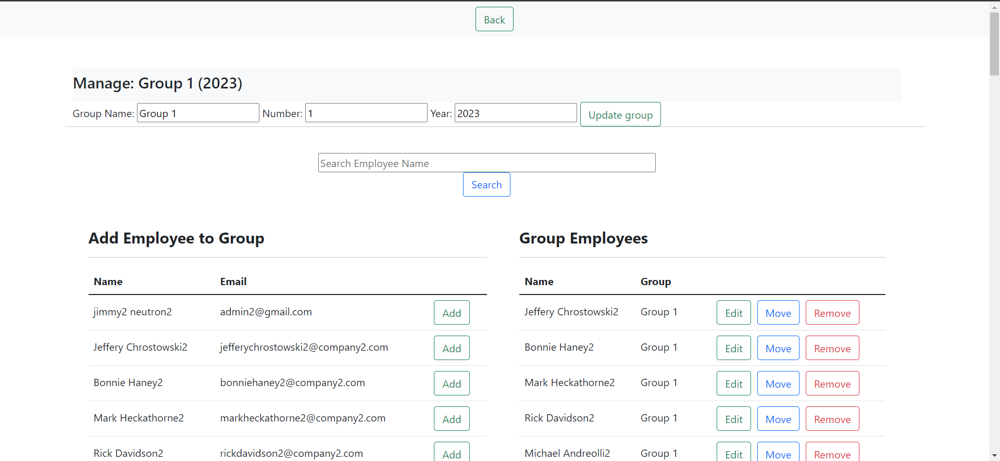 Back
Manage: Group 1 (2023)
Group Name: Group 1 Number: 1 Year: 2023 Update group
Search Employee Name
Search
Add Employee to Group
Name Email
jimmy2 neutron2 admin2@gmail.com Add
Jeffery Chrostowski2 jefferychrostowski2@company2.com Add
Bonnie Haney2 bonniehaney2@company2.com Add
Mark Heckathorne2 markheckathorne2@company2.com Add
Rick Davidson2 rickdavidson2@company2.com Add
Group Employees
Name Group
Jeffery Chrostowski2 Group 1 Edit Move Remove
Bonnie Haney2 Group 1 Edit Move Remove
Mark Heckathorne2 Group 1 Edit Move Remove
Rick Davidson2 Group 1 Edit Move Remove
Michael Andreolli2 Group 1 Edit Move Remove